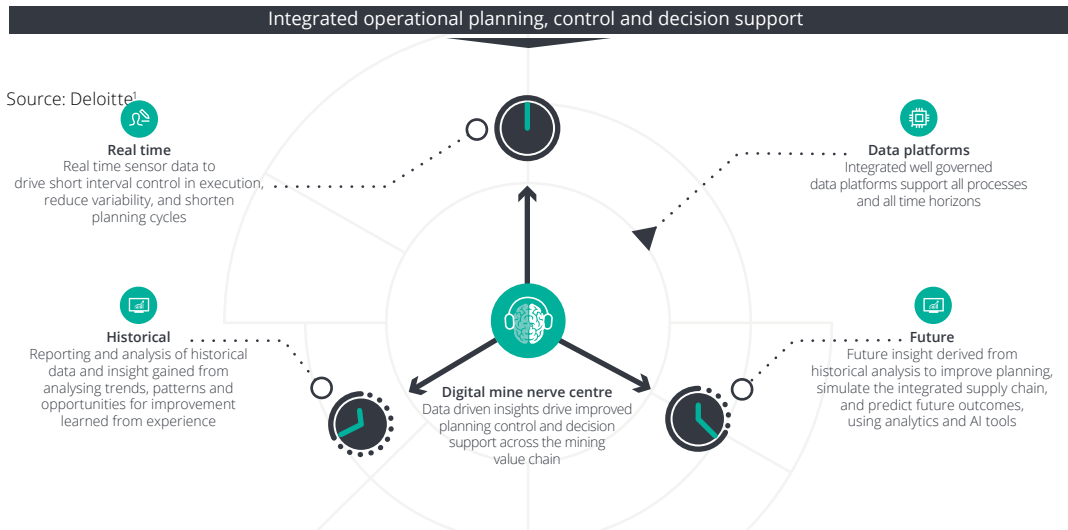 Integrated operational planning, control and decision support
Source: Deloitte¹
Real time
Real time sensor data to
drive short interval control in execution,
reduce variability, and shorten
planning cycles
Data platforms
Integrated well governed
data platforms support all processes
and all time horizons
Historical
Reporting and analysis of historical
data and insight gained from
analysing trends, patterns and
opportunities for improvement
learned from experience
Digital mine nerve centre
Data driven insights drive improved
planning control and decision
support across the mining
value chain
Future
Future insight derived from
historical analysis to improve planning,
simulate the integrated supply chain,
and predict future outcomes,
using analytics and AI tools